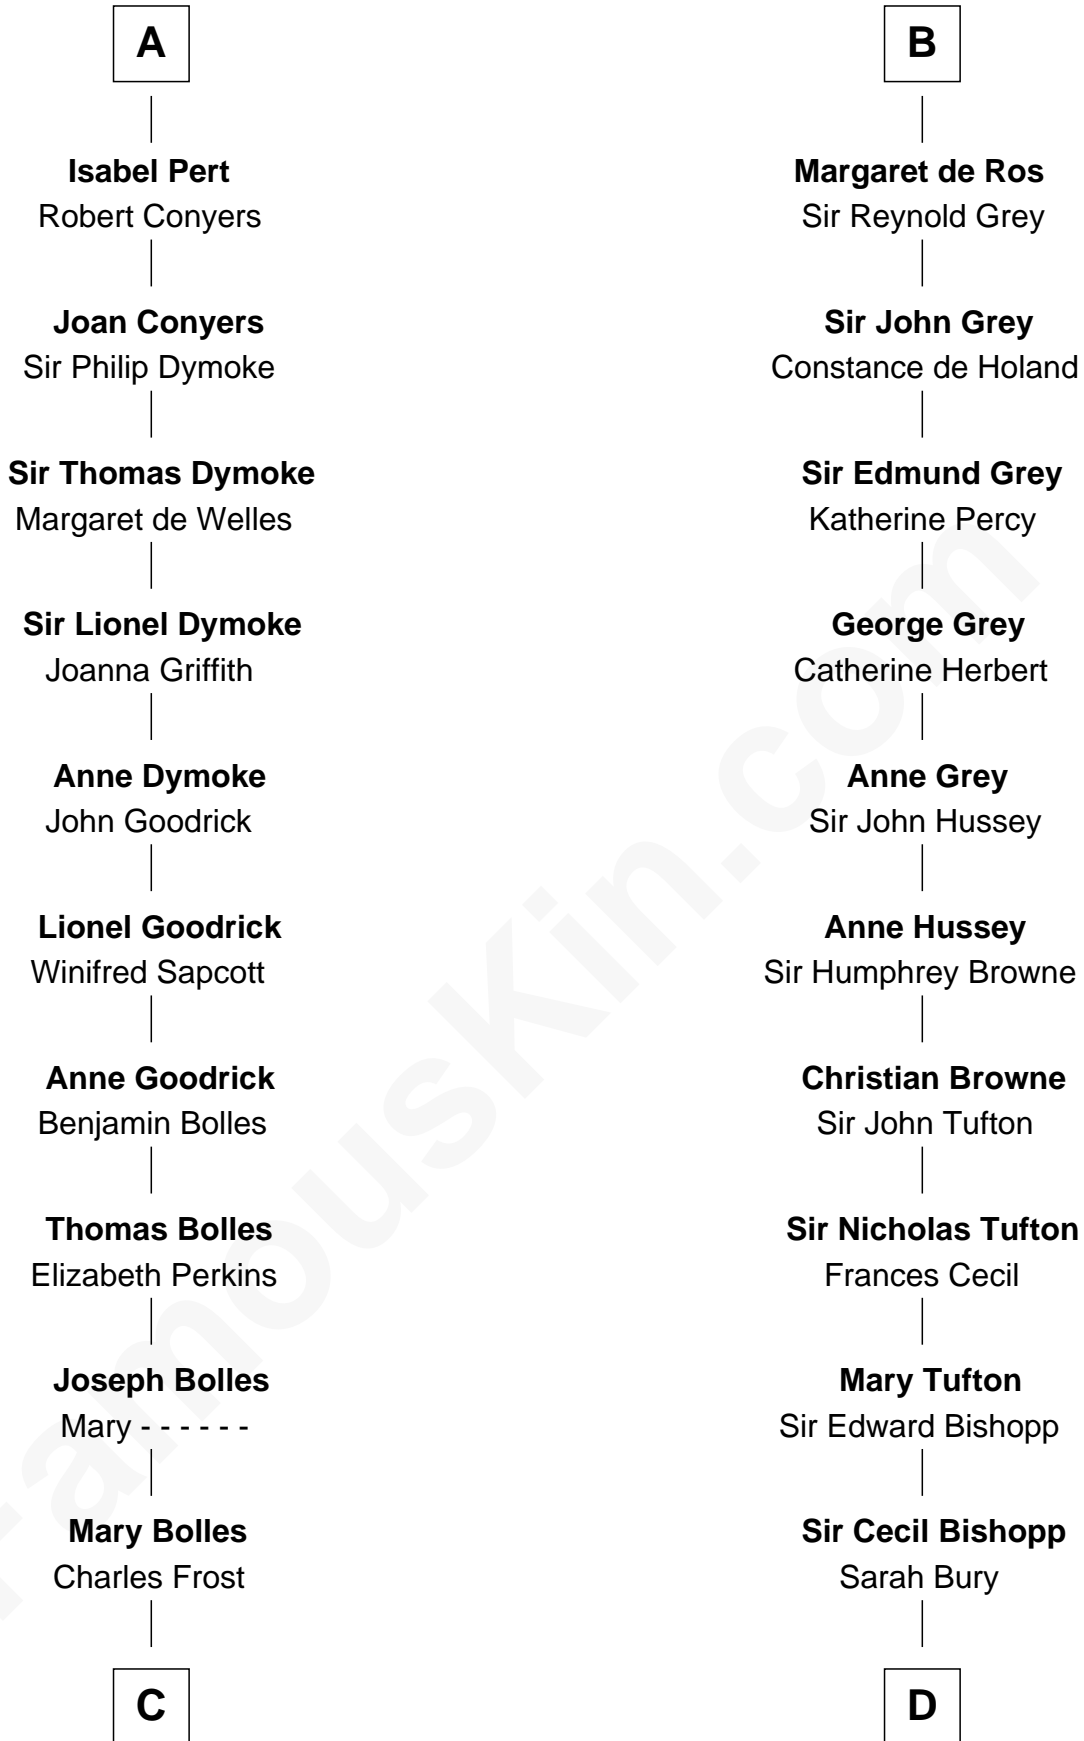 A
Isabel Pert
Robert Conyers
Joan Conyers
Sir Philip Dymoke
Sir Thomas Dymoke
Margaret de Welles
Sir Lionel Dymoke
Joanna Griffith
Anne Dymoke
John Goodrick
Lionel Goodrick
Winifred Sapcott
Anne Goodrick
Benjamin Bolles
Thomas Bolles
Elizabeth Perkins
Joseph Bolles
Mary - - - - - -
Mary Bolles
Charles Frost
C
B
Margaret de Ros
Sir Reynold Grey
Sir John Grey
Constance de Holand
Sir Edmund Grey
Katherine Percy
George Grey
Catherine Herbert
Anne Grey
Sir John Hussey
Anne Hussey
Sir Humphrey Browne
Christian Browne
Sir John Tufton
Sir Nicholas Tufton
Frances Cecil
Mary Tufton
Sir Edward Bishopp
Sir Cecil Bishopp
Sarah Bury
D
FamousKin.com